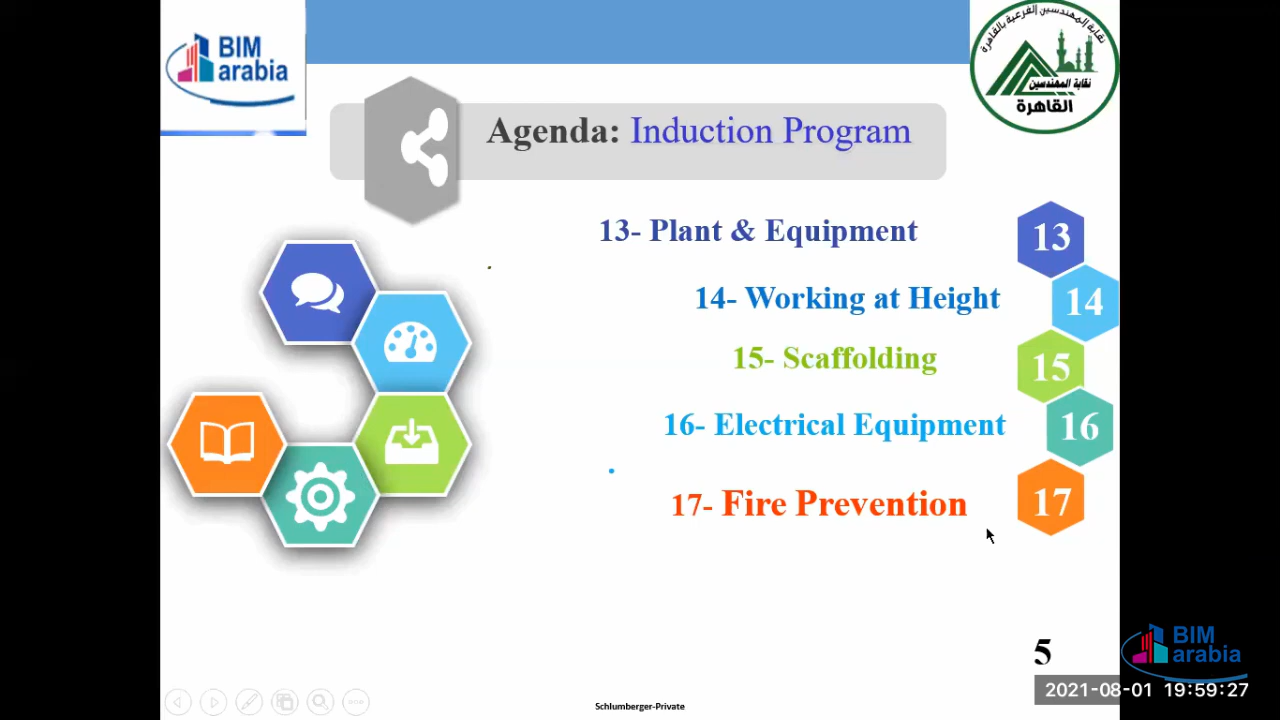 BIM
arabia
نقابة المهندسين الفرعية بالقاهرة
نقابة المهندسين
القاهرة
Agenda: Induction Program
13- Plant & Equipment
13
14- Working at Height
14
15- Scaffolding
15
16- Electrical Equipment
16
17- Fire Prevention
17
5
BIM
arabia
2021-08-01 19:59:27
Schlumberger-Private